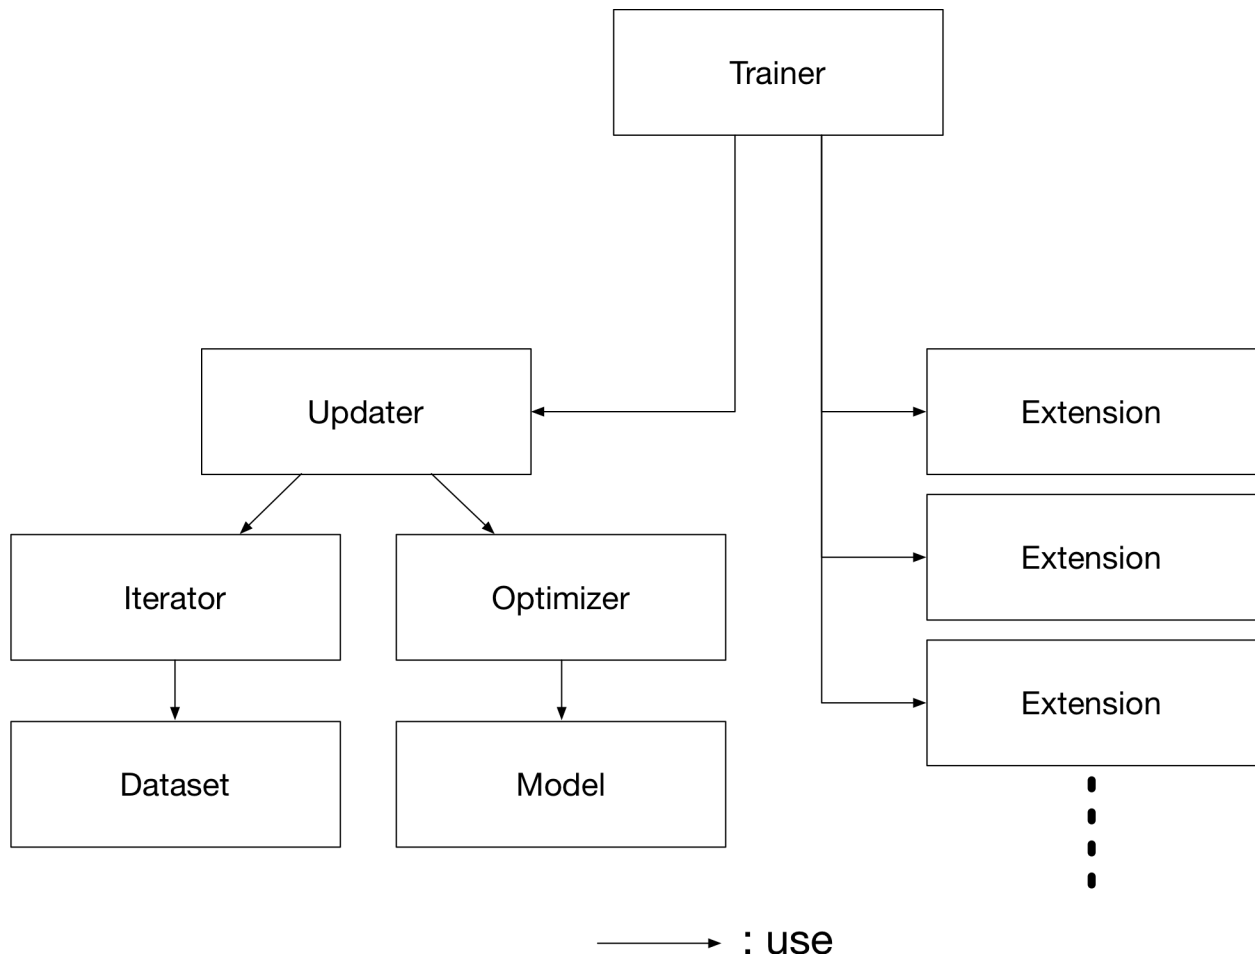 Trainer
Updater
Extension
Extension
Iterator
Optimizer
Extension
Dataset
Model
: use